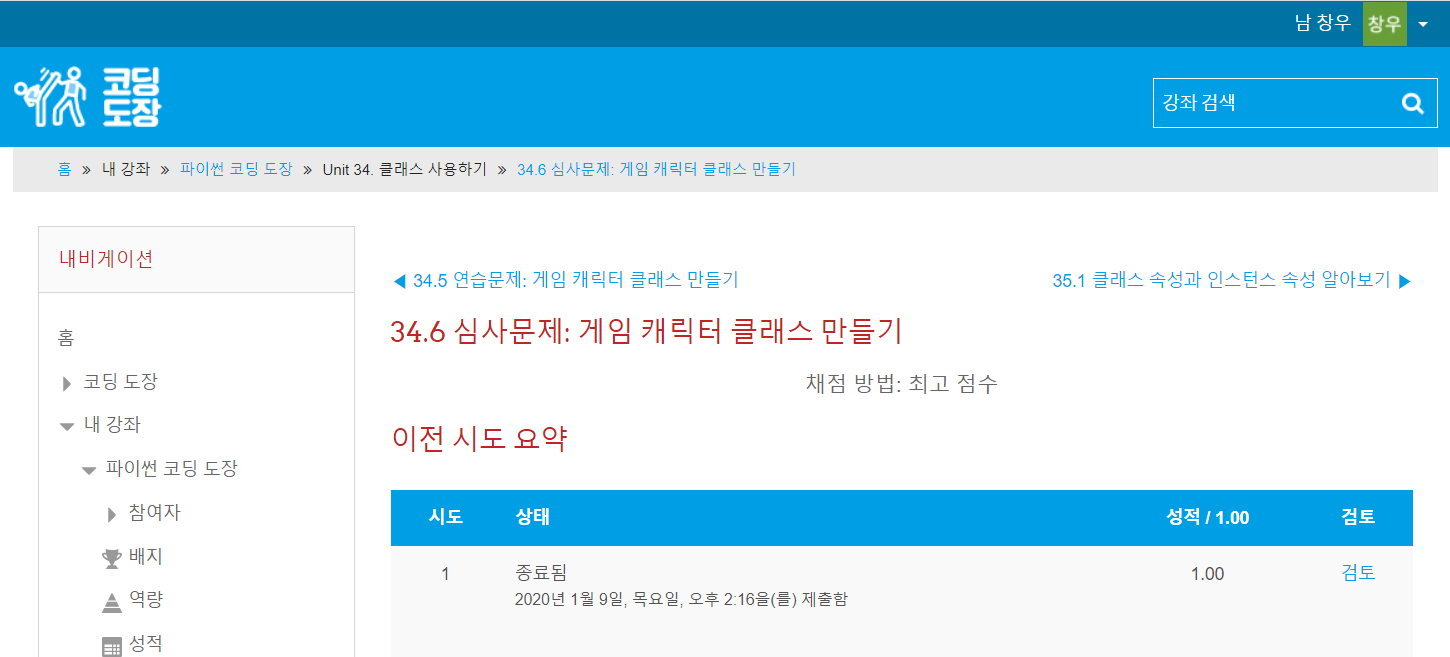 남 창우 창우
코딩
도장
강좌 검색
홈 » 내 강좌 » 파이썬 코딩 도장 » Unit 34. 클래스 사용하기 » 34.6 심사문제: 게임 캐릭터 클래스 만들기
내비게이션
홈
코딩 도장
내 강좌
파이썬 코딩 도장
참여자
배지
역량
성적
◀ 34.5 연습문제: 게임 캐릭터 클래스 만들기
35.1 클래스 속성과 인스턴스 속성 알아보기 ▶
34.6 심사문제: 게임 캐릭터 클래스 만들기
채점 방법: 최고 점수
이전 시도 요약
시도 상태 성적 / 1.00 검토
1 종료됨 1.00 검토
2020년 1월 9일, 목요일, 오후 2:16을(를) 제출함